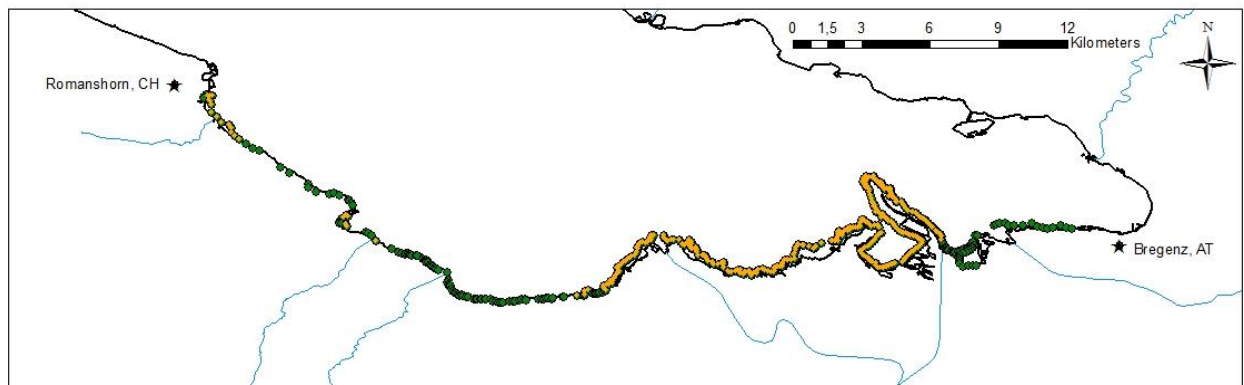 0 1,5 3 6 9 12
Kilometers
N
Romanshorn, CH
Bregenz, AT